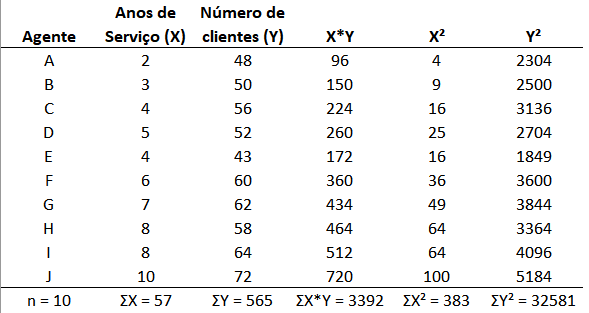 Anos de Número de
Agente Serviço (X) clientes (Y) X*Y X² Y²
A 2 48 96 4 2304
B 3 50 150 9 2500
C 4 56 224 16 3136
D 5 52 260 25 2704
E 4 43 172 16 1849
F 6 60 360 36 3600
G 7 62 434 49 3844
H 8 58 464 64 3364
I 8 64 512 64 4096
J 10 72 720 100 5184
n = 10 ΣX = 57 ΣY = 565 ΣX*Y = 3392 ΣX² = 383 ΣY² = 32581